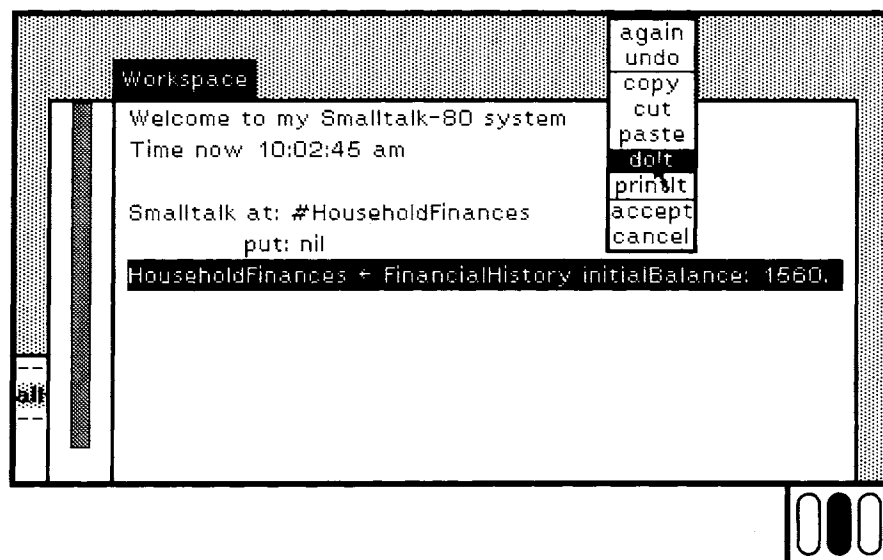 Workspace
Welcome to my Smalltalk-80 system
Time now 10:02:45 am
Smalltalk at: #HouseholdFinances
put: nil
HouseholdFinances ← FinancialHistory initialBalance: 1560.
again
undo
copy
cut
paste
doIt
printIt
accept
cancel